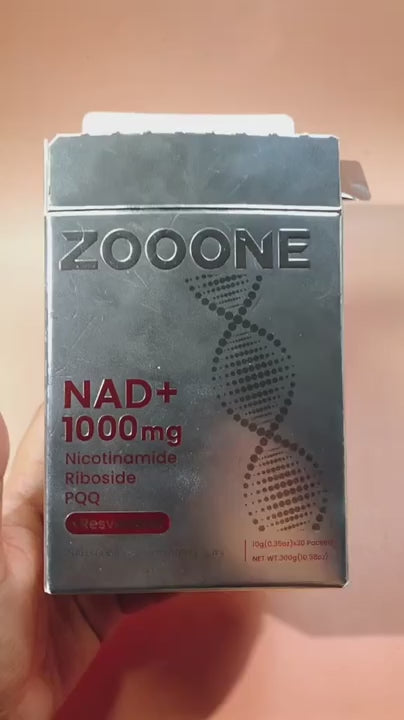 ZOOONE
NAD+
1000mg
Nicotinamide
Riboside
PQQ
10g(0.35oz)x30 Packets
NET WT.300g(10.58oz)